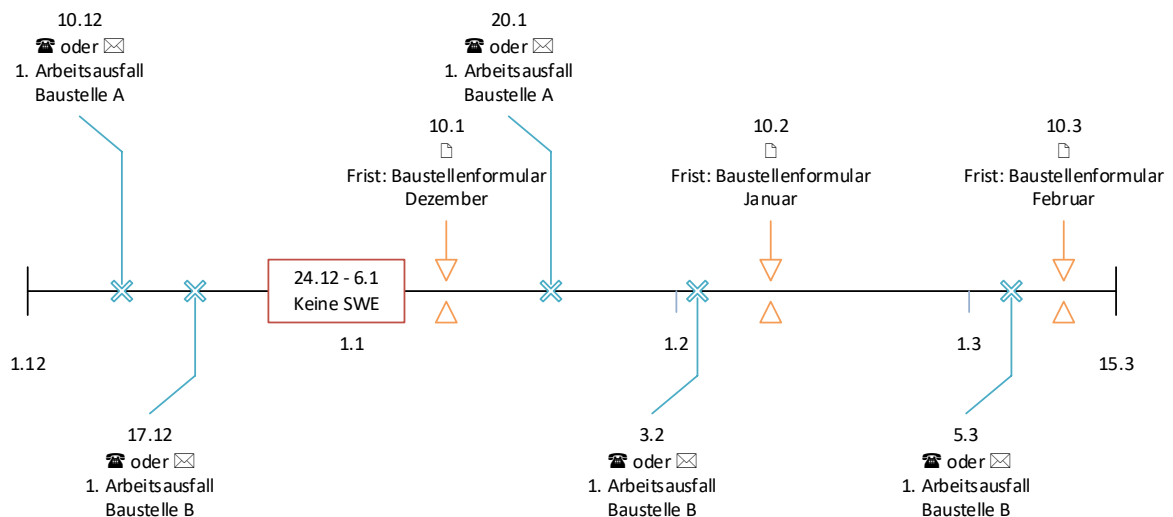 10.12
☎ oder ✉
1. Arbeitsausfall
Baustelle A
20.1
☎ oder ✉
1. Arbeitsausfall
Baustelle A
10.1
Frist: Baustellenformular
Dezember
10.2
Frist: Baustellenformular
Januar
10.3
Frist: Baustellenformular
Februar
24.12 - 6.1
Keine SWE
1.12
1.1
1.2
1.3
15.3
17.12
☎ oder ✉
1. Arbeitsausfall
Baustelle B
3.2
☎ oder ✉
1. Arbeitsausfall
Baustelle B
5.3
☎ oder ✉
1. Arbeitsausfall
Baustelle B